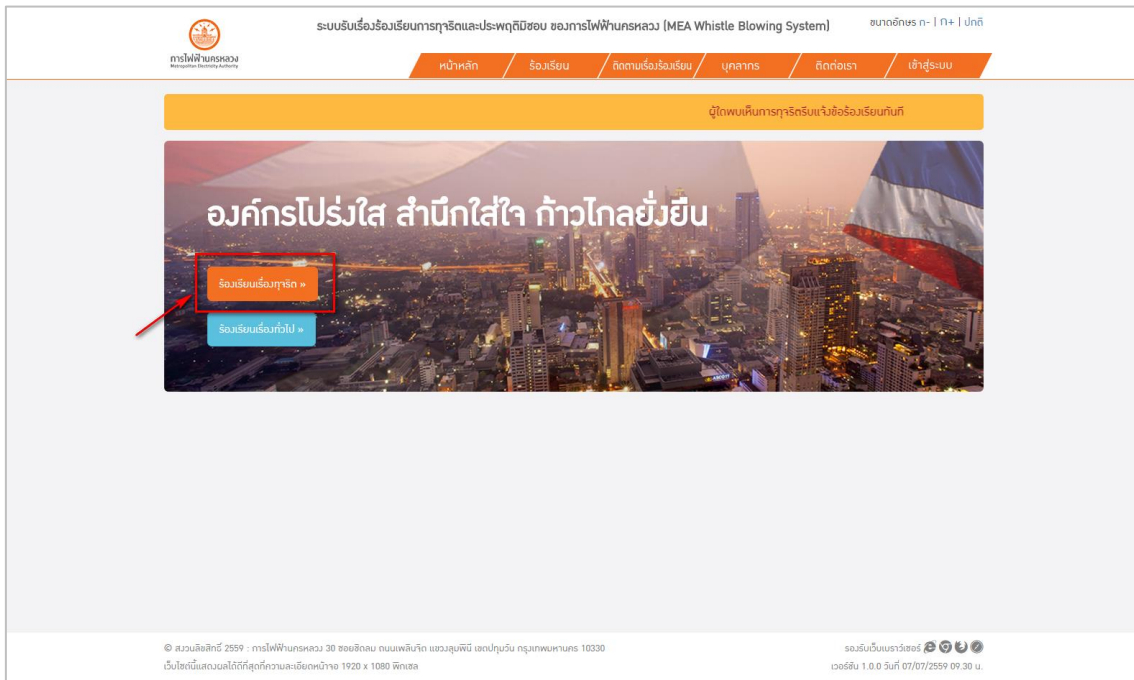 ระบบรับเรื่องร้องเรียนการทุจริตและประพฤติมิชอบ ของการไฟฟ้านครหลวง (MEA Whistle Blowing System)
ขนาดอักษร ก- | ก+ | ปกติ
การไฟฟ้านครหลวง
Metropolitan Electricity Authority
หน้าหลัก
ร้องเรียน
ติดตามเรื่องร้องเรียน
บุคลากร
ติดต่อเรา
เข้าสู่ระบบ
ผู้ใดพบเห็นการทุจริตรีบแจ้งข้อร้องเรียนทันที
องค์กรโปร่งใส สำนึกใส่ใจ ก้าวไกลยั่งยืน
ร้องเรียนเรื่องทุจริต »
ร้องเรียนเรื่องทั่วไป »
ASCOTT
© สงวนลิขสิทธิ์ 2559 : การไฟฟ้านครหลวง 30 ซอยชิดลม ถนนเพลินจิต แขวงลุมพินี เขตปทุมวัน กรุงเทพมหานคร 10330
เว็บไซต์นี้แสดงผลได้ดีที่สุดที่ความละเอียดหน้าจอ 1920 x 1080 พิกเซล
รองรับเว็บเบราว์เซอร์
เวอร์ชัน 1.0.0 วันที่ 07/07/2559 09.30 น.